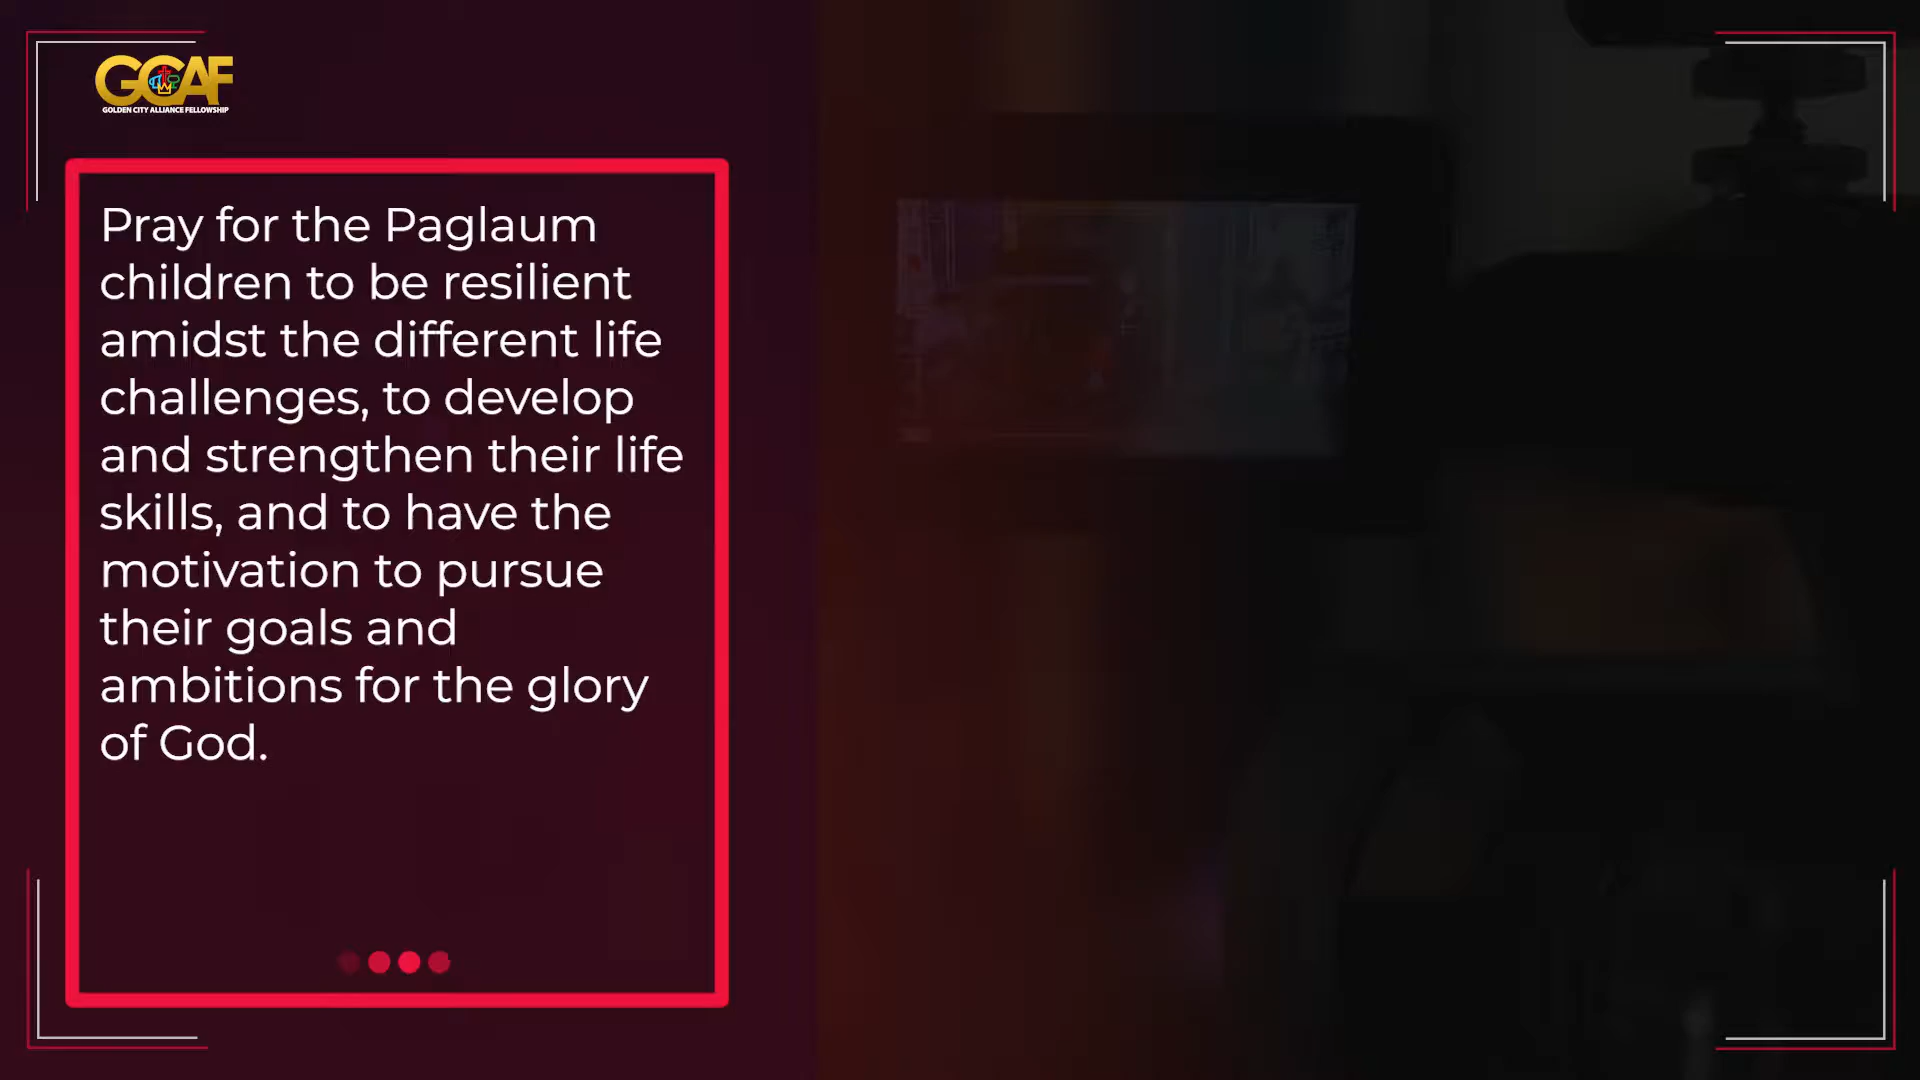 GCAF
GOLDEN CITY ALLIANCE FELLOWSHIP
Pray for the Paglaum
children to be resilient
amidst the different life
challenges, to develop
and strengthen their life
skills, and to have the
motivation to pursue
their goals and
ambitions for the glory
of God.